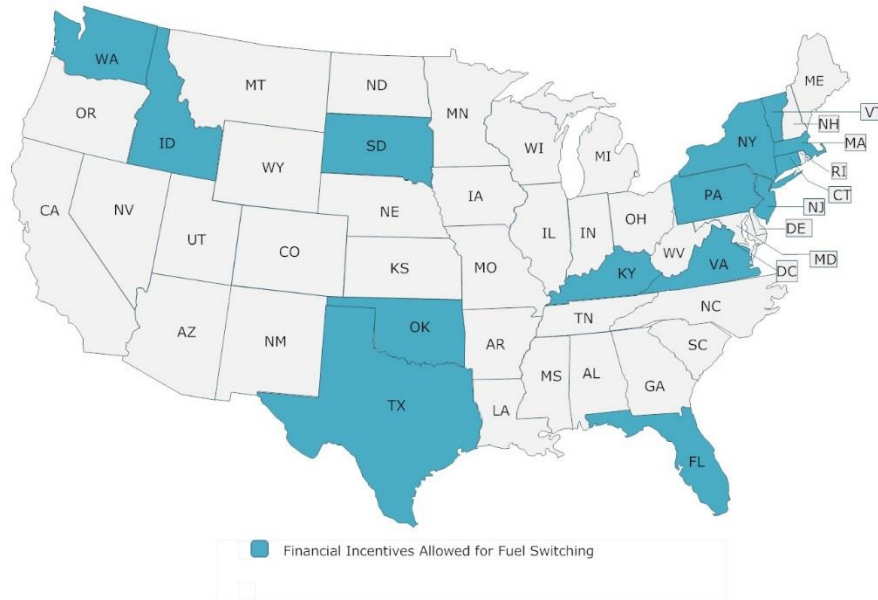 WA
MT
ND
MN
ME
VT
OR
ID
SD
WI
MI
NY
NH
MA
WY
RI
CT
IA
NE
PA
NJ
CA
NV
UT
CO
IL
IN
OH
DE
KS
MO
WV
VA
MD
KY
DC
AZ
NM
OK
AR
TN
NC
SC
TX
MS
AL
GA
LA
FL
Financial Incentives Allowed for Fuel Switching